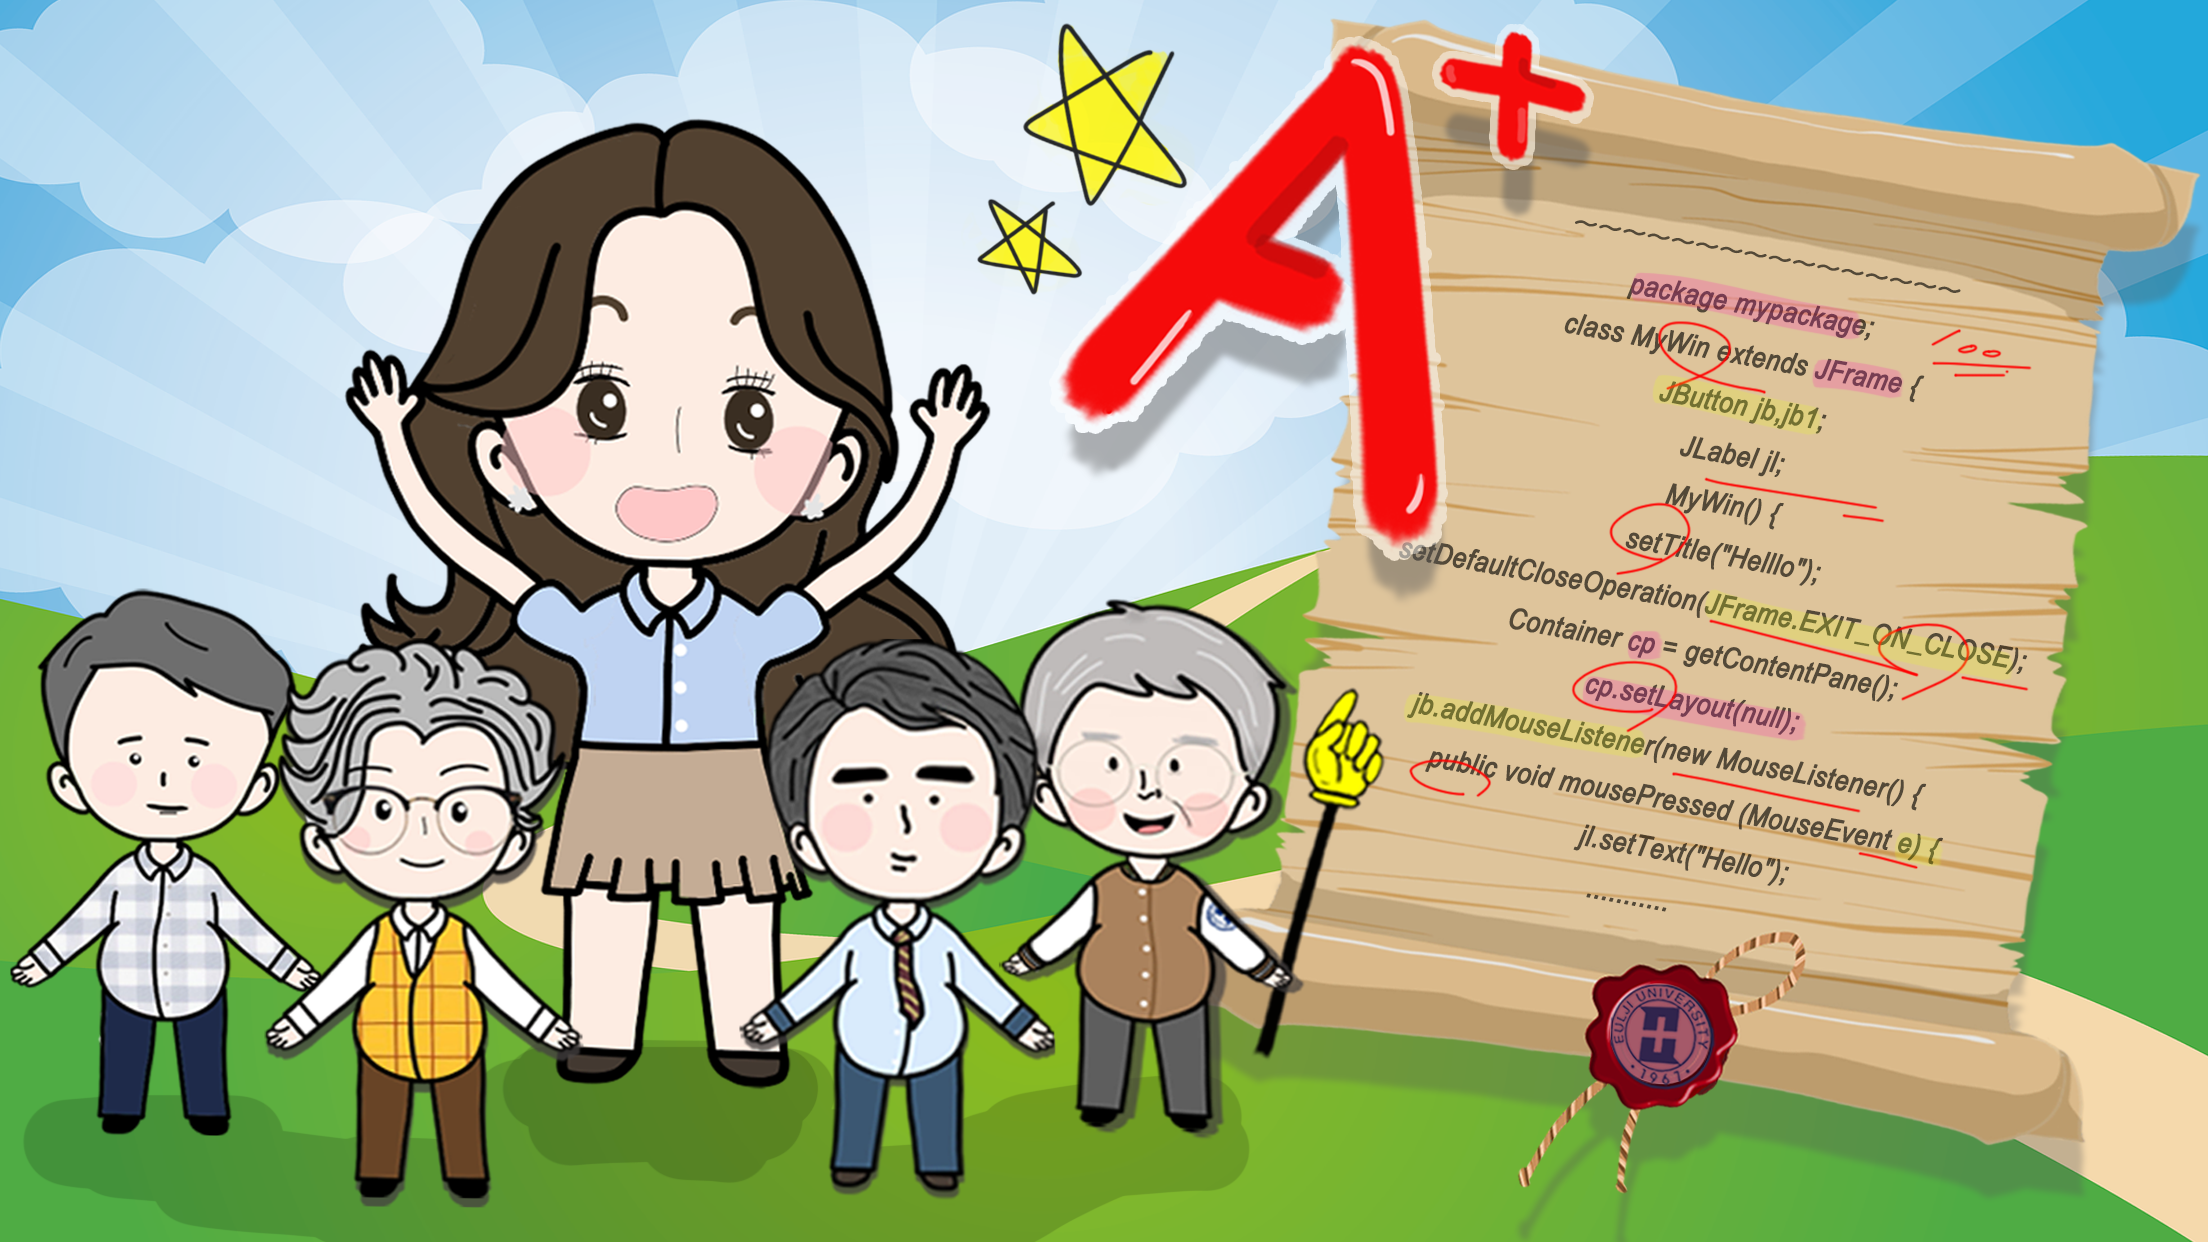 A+
~~~~~~~~~~~~~~~~~~~~
package mypackage;
class MyWin extends JFrame {
100
JButton jb,jb1;
JLabel jl;
MyWin() {
setTitle("Helllo");
setDefaultCloseOperation(JFrame.EXIT_ON_CLOSE);
Container cp = getContentPane();
cp.setLayout(null);
jb.addMouseListener(new MouseListener() {
public void mousePressed (MouseEvent e) {
jl.setText("Hello");
...........
EULJI UNIVERSITY
1967